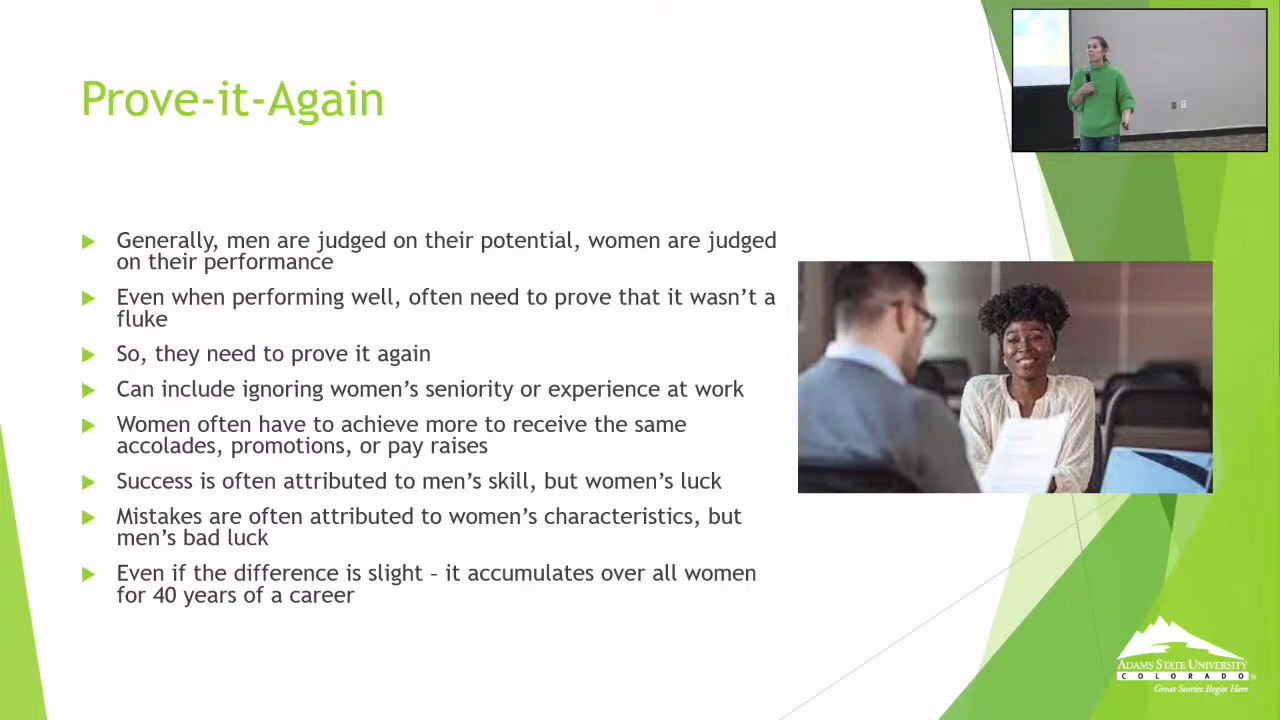 Prove-it-Again
Generally, men are judged on their potential, women are judged
on their performance
Even when performing well, often need to prove that it wasn't a
fluke
So, they need to prove it again
Can include ignoring women's seniority or experience at work
Women often have to achieve more to receive the same
accolades, promotions, or pay raises
Success is often attributed to men's skill, but women's luck
Mistakes are often attributed to women's characteristics, but
men's bad luck
Even if the difference is slight – it accumulates over all women
for 40 years of a career
ADAMS STATE UNIVERSITY
COLORADO
Great Stories Begin Here